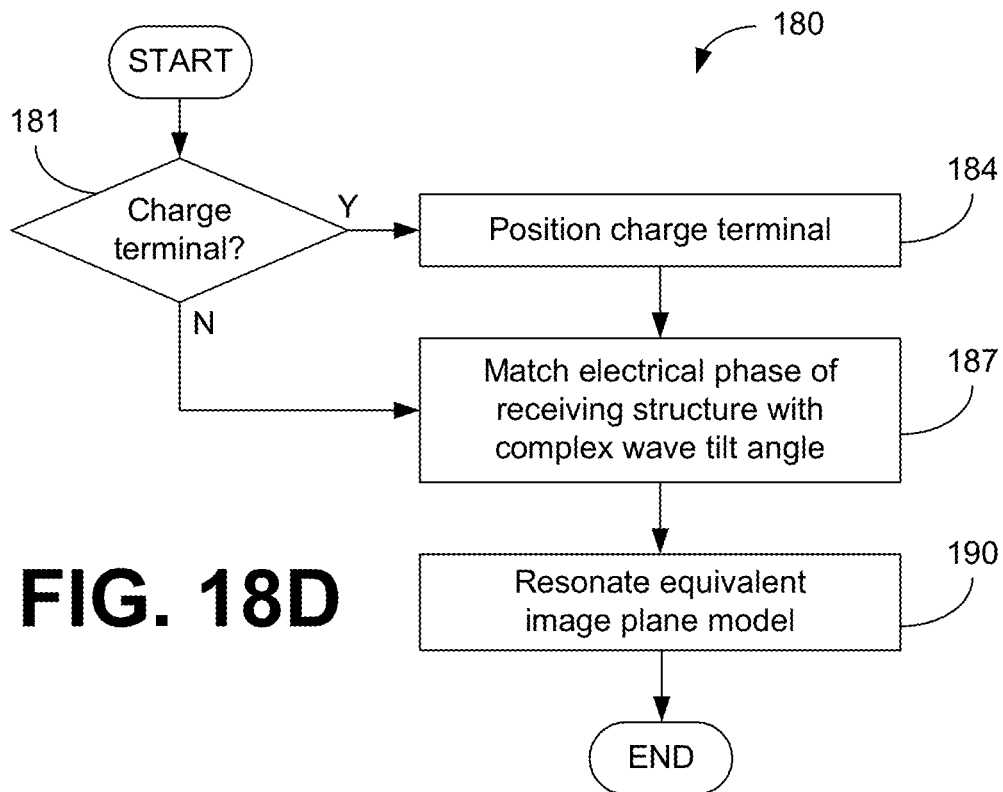 180
START
181
Charge
terminal?
Y
N
184
Position charge terminal
187
Match electrical phase of
receiving structure with
complex wave tilt angle
190
Resonate equivalent
image plane model
END
FIG. 18D